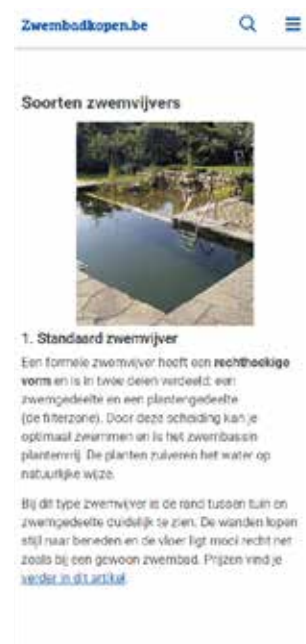 Zwembadkopen.be
Soorten zwemvijvers
1. Standaard zwemvijver
Een formele zwemvijver heeft een rechthoekige
vorm en is in twee delen verdeeld: een
zwemgedeelte en een plantengedeelte
(de filterzone). Door deze scheiding kan je
optimaal zwemmen en is het zwembassin
plantenvrij. De planten zuiveren het water op
natuurlijke wijze.
Bij dit type zwemvijver is de rand tussen tuin en
zwemgedeelte duidelijk te zien. De wanden lopen
stijl naar beneden en de vloer ligt mooi recht net
zoals bij een gewoon zwembad. Prijzen vind je
verder in dit artikel.